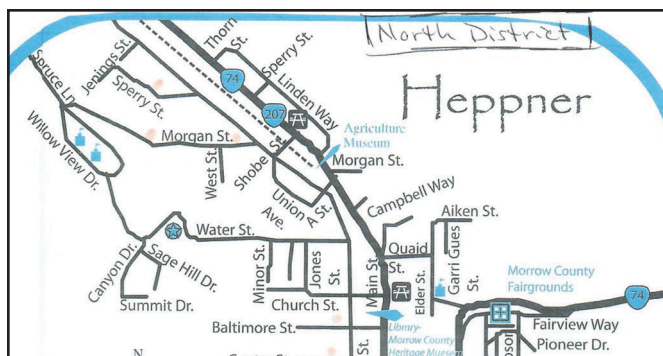 North District
Heppner
Thorn
St.
Sperry St.
Linden Way
74
207
Jenings St.
Sperry St.
Spruce Ln
Morgan St.
West St.
Shobe St.
Willow View Dr.
Agriculture
Museum
Morgan St.
Union
Ave.
A St.
Campbell Way
Aiken St.
Water St.
Canyon Dr.
Sage Hill Dr.
Summit Dr.
Minor St.
Jones
St.
Church St.
Main St.
Quaid
St.
Elder St.
Garri Gues
St.
Morrow County
Fairgrounds
74
Fairview Way
Pioneer Dr.
son
Baltimore St.
Library-
Morrow County
Heritage Museum
St.
N